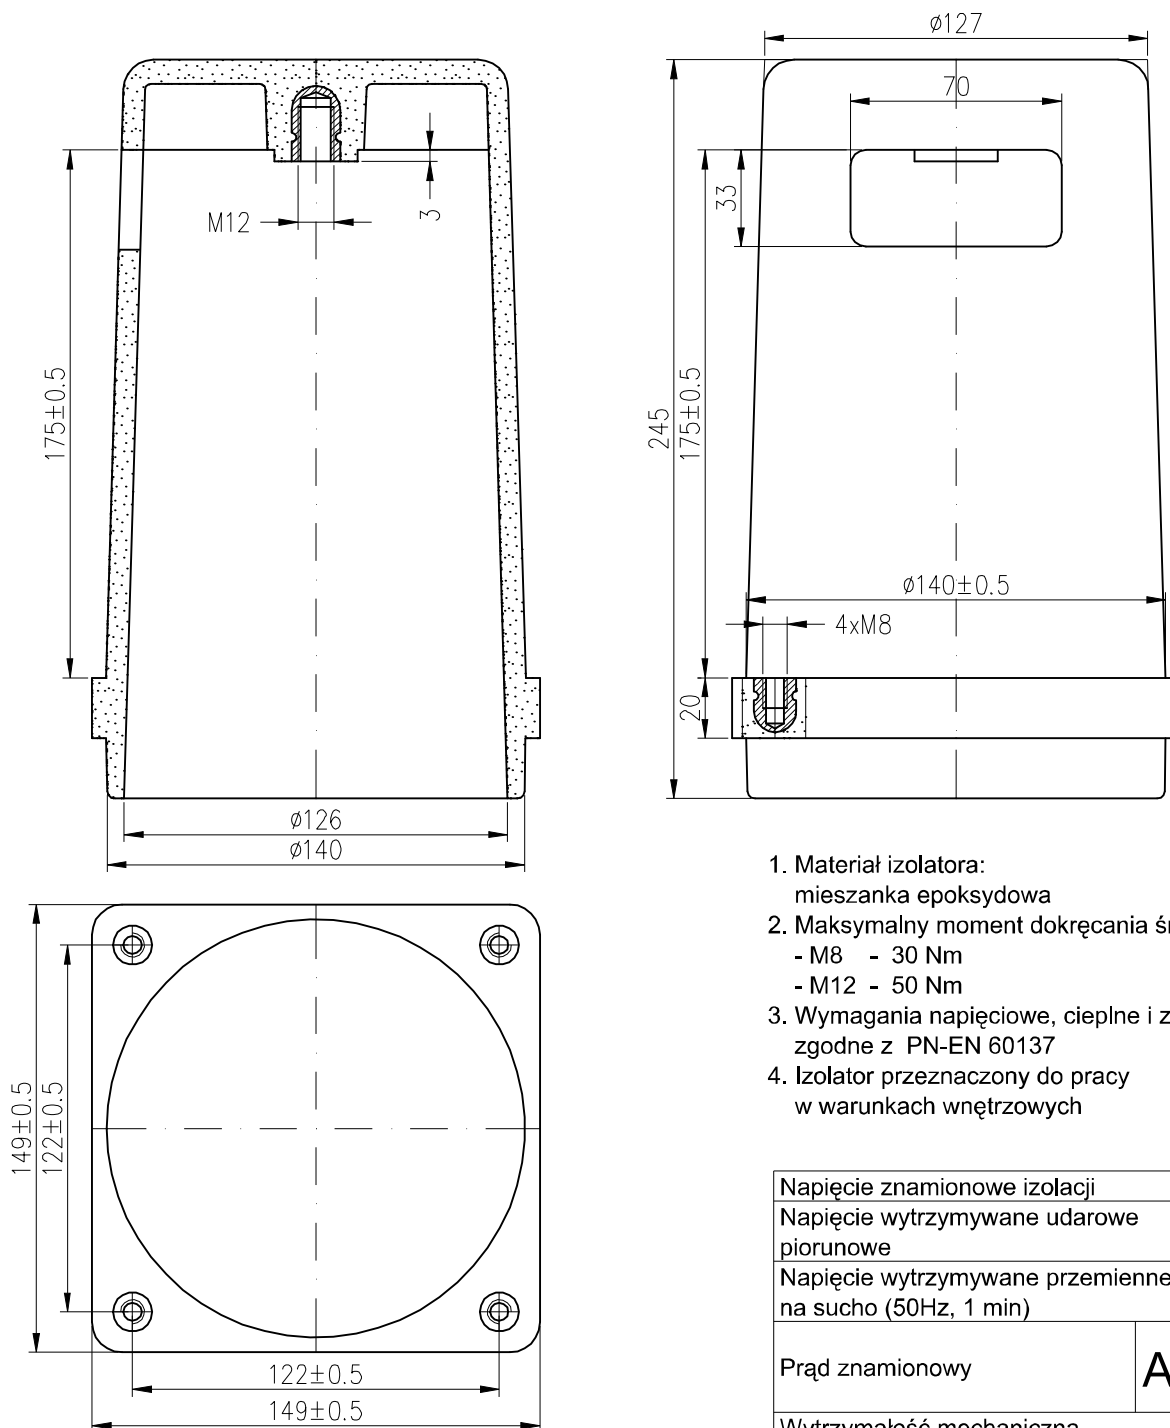 ø127
70
33
M12
3
175±0.5
245
175±0.5
ø140±0.5
4xM8
20
ø126
ø140
1. Materiał izolatora:
mieszanka epoksydowa
2. Maksymalny moment dokręcania
- M8 - 30 Nm
- M12 - 50 Nm
3. Wymagania napięciowe, cieplne i
zgodne z PN-EN 60137
4. Izolator przeznaczony do pracy
w warunkach wnętrzowych
149±0.5
122±0.5
122±0.5
149±0.5
Napięcie znamionowe izolacji
Napięcie wytrzymywane udarowe
piorunowe
Napięcie wytrzymywane przemienne
na sucho (50Hz, 1 min)
Prąd znamionowy A
Wytrzymałość mechaniczna